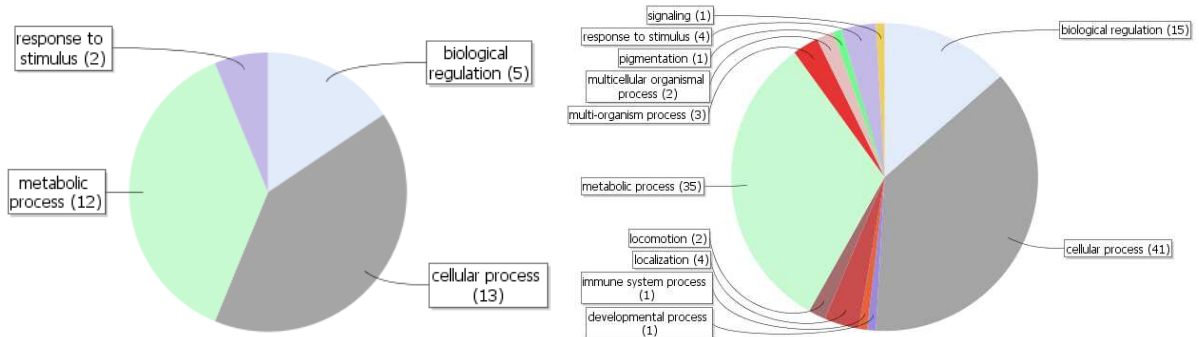 response to
stimulus (2)
biological
regulation (5)
metabolic
process (12)
cellular process
(13)
signaling (1)
response to stimulus (4)
pigmentation (1)
multicellular organismal
process (2)
multi-organism process (3)
biological regulation (15)
metabolic process (35)
cellular process (41)
locomotion (2)
localization (4)
immune system process
(1)
developmental process
(1)